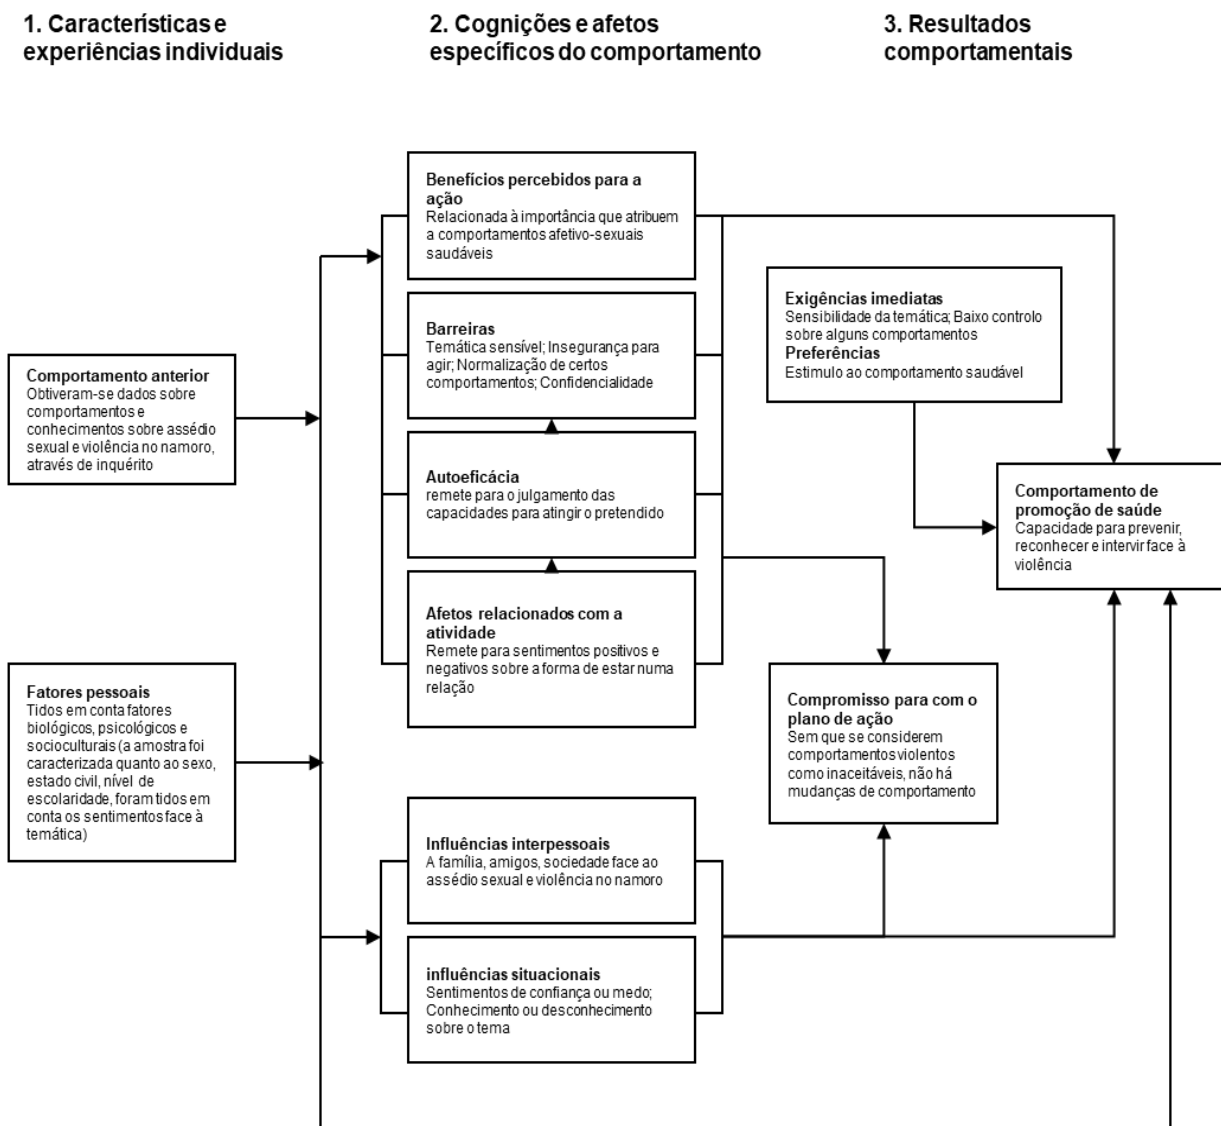 1. Características e
experiências individuais
2. Cognições e afetos
específicos do comportamento
3. Resultados
comportamentais
Comportamento anterior
Obtiveram-se dados sobre
comportamentos e
conhecimentos sobre assédio
sexual e violência no namoro,
através de inquérito
Fatores pessoais
Tidos em conta fatores
biológicos, psicológicos e
socioculturais (a amostra foi
caracterizada quanto ao sexo,
estado civil, nível de
escolaridade, foram tidos em
conta os sentimentos face à
temática)
Benefícios percebidos para a
ação
Relacionada à importância que atribuem
a comportamentos afetivo-sexuais
saudáveis
Barreiras
Temática sensível; Insegurança para
agir; Normalização de certos
comportamentos; Confidencialidade
Autoeficácia
remete para o julgamento das
capacidades para atingir o pretendido
Afetos relacionados com a
atividade
Remete para sentimentos positivos e
negativos sobre a forma de estar numa
relação
Influências interpessoais
A família, amigos, sociedade face ao
assédio sexual e violência no namoro
influências situacionais
Sentimentos de confiança ou medo;
Conhecimento ou desconhecimento
sobre o tema
Exigências imediatas
Sensibilidade da temática; Baixo controlo
sobre alguns comportamentos
Preferências
Estimulo ao comportamento saudável
Compromisso para com o
plano de ação
Sem que se considerem
comportamentos violentos
como inaceitáveis, não há
mudanças de comportamento
Comportamento de
promoção de saúde
Capacidade para prevenir,
reconhecer e intervir face à
violência